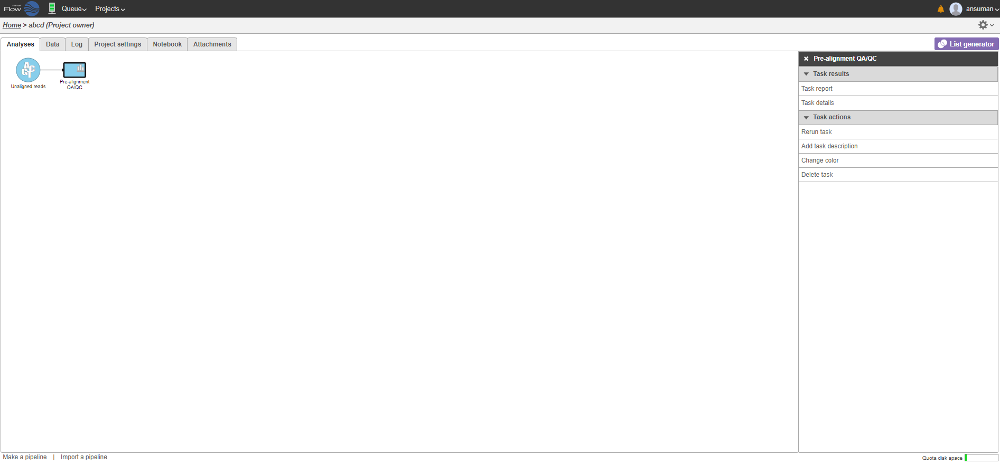 Partek
Flow
Queue
Projects
ansuman
Home > abcd (Project owner)
Analyses
Data
Log
Project settings
Notebook
Attachments
List generator
ACGT
Unaligned reads
Pre-alignment
QA/QC
Pre-alignment QA/QC
Task results
Task report
Task details
Task actions
Rerun task
Add task description
Change color
Delete task
Make a pipeline | Import a pipeline
Quota disk space